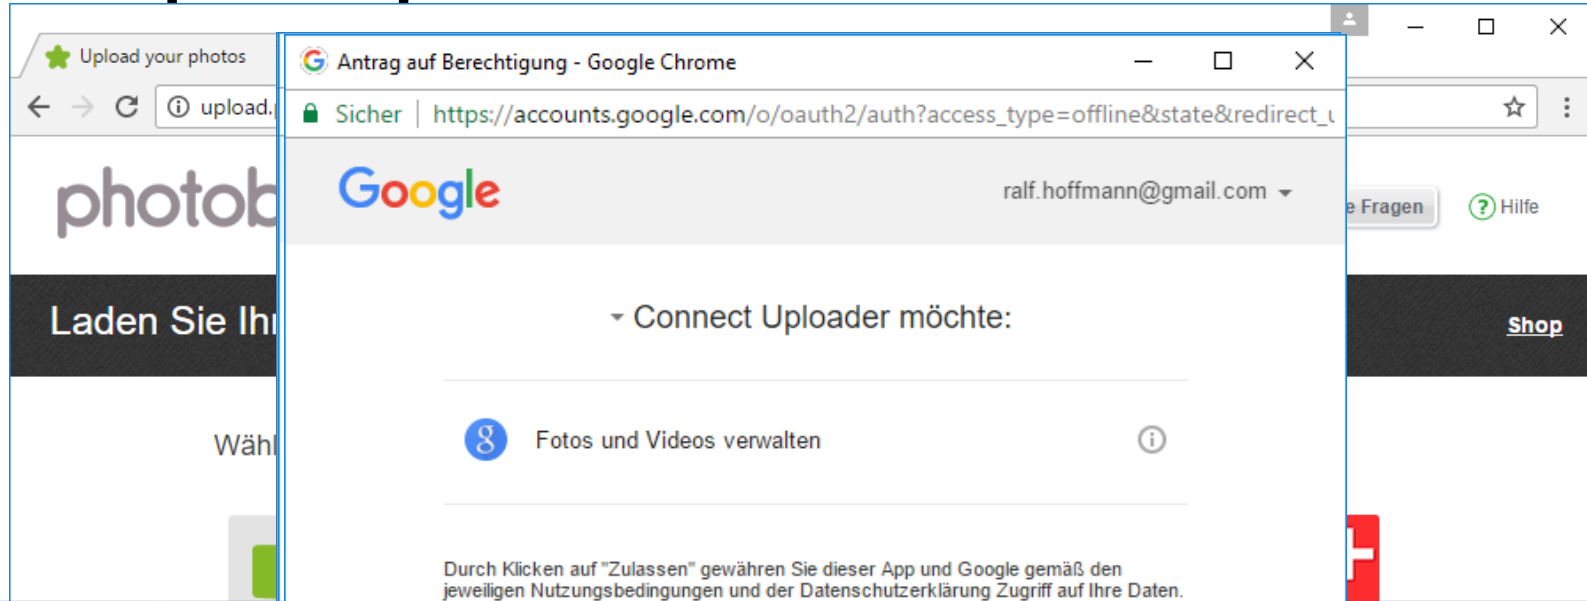 Upload your photos
Antrag auf Berechtigung - Google Chrome
upload.
Sicher | https://accounts.google.com/o/oauth2/auth?access_type=offline&state&redirect_u
photob
Google
ralf.hoffmann@gmail.com
e Fragen
? Hilfe
Laden Sie Ih
Connect Uploader möchte:
Shop
Wähl
g Fotos und Videos verwalten
Durch Klicken auf "Zulassen" gewähren Sie dieser App und Google gemäß den
jeweiligen Nutzungsbedingungen und der Datenschutzerklärung Zugriff auf Ihre Daten.